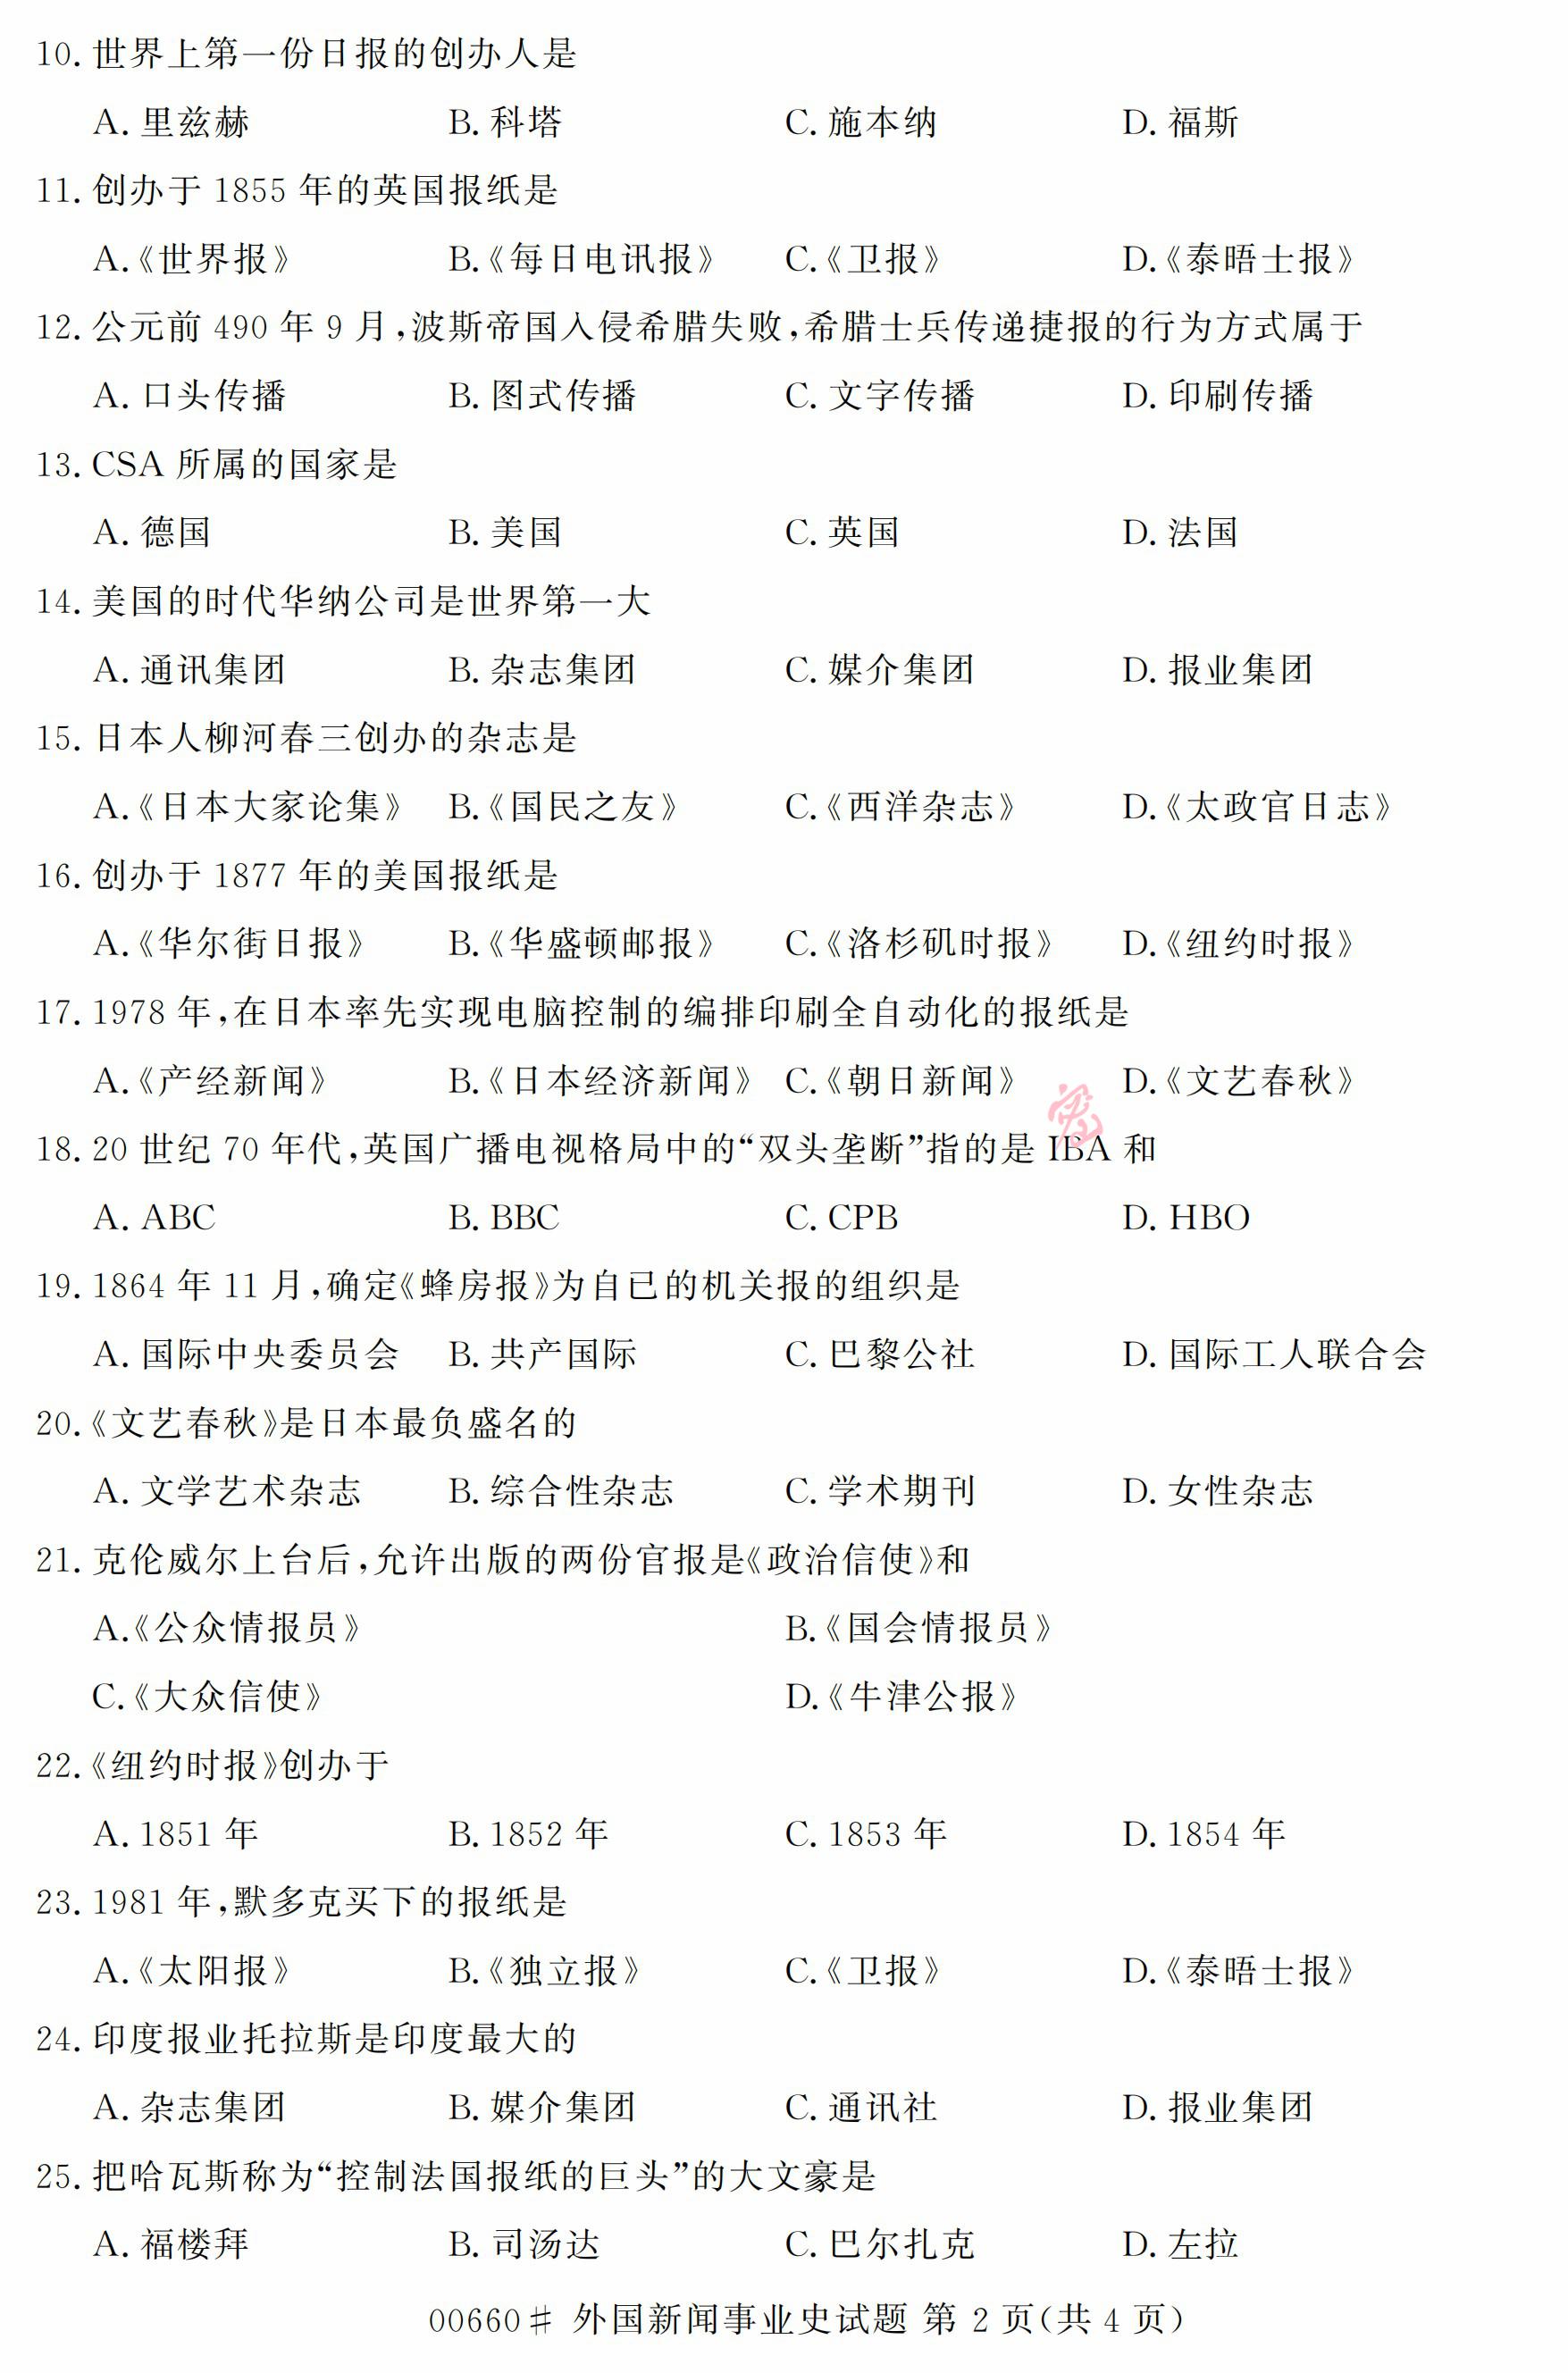 10. 世界上第一份日报的创办人是
A. 里兹赫 B. 科塔 C. 施本纳 D. 福斯
11. 创办于 1855 年的英国报纸是
A.《世界报》 B.《每日电讯报》 C.《卫报》 D.《泰晤士报》
12. 公元前 490 年 9 月,波斯帝国入侵希腊失败,希腊士兵传递捷报的行为方式属于
A. 口头传播 B. 图式传播 C. 文字传播 D. 印刷传播
13. CSA 所属的国家是
A. 德国 B. 美国 C. 英国 D. 法国
14. 美国的时代华纳公司是世界第一大
A. 通讯集团 B. 杂志集团 C. 媒介集团 D. 报业集团
15. 日本人柳河春三创办的杂志是
A.《日本大家论集》 B.《国民之友》 C.《西洋杂志》 D.《太政官日志》
16. 创办于 1877 年的美国报纸是
A.《华尔街日报》 B.《华盛顿邮报》 C.《洛杉矶时报》 D.《纽约时报》
17. 1978 年,在日本率先实现电脑控制的编排印刷全自动化的报纸是
A.《产经新闻》 B.《日本经济新闻》 C.《朝日新闻》 D.《文艺春秋》
18. 20 世纪 70 年代,英国广播电视格局中的“双头垄断”指的是 IBA 和
A. ABC B. BBC C. CPB D. HBO
19. 1864 年 11 月,确定《蜂房报》为自已的机关报的组织是
A. 国际中央委员会 B. 共产国际 C. 巴黎公社 D. 国际工人联合会
20.《文艺春秋》是日本最负盛名的
A. 文学艺术杂志 B. 综合性杂志 C. 学术期刊 D. 女性杂志
21. 克伦威尔上台后,允许出版的两份官报是《政治信使》和
A.《公众情报员》 B.《国会情报员》
C.《大众信使》 D.《牛津公报》
22.《纽约时报》创办于
A. 1851 年 B. 1852 年 C. 1853 年 D. 1854 年
23. 1981 年,默多克买下的报纸是
A.《太阳报》 B.《独立报》 C.《卫报》 D.《泰晤士报》
24. 印度报业托拉斯是印度最大的
A. 杂志集团 B. 媒介集团 C. 通讯社 D. 报业集团
25. 把哈瓦斯称为“控制法国报纸的巨头”的大文豪是
A. 福楼拜 B. 司汤达 C. 巴尔扎克 D. 左拉
00660# 外国新闻事业史试题 第 2 页(共 4 页)